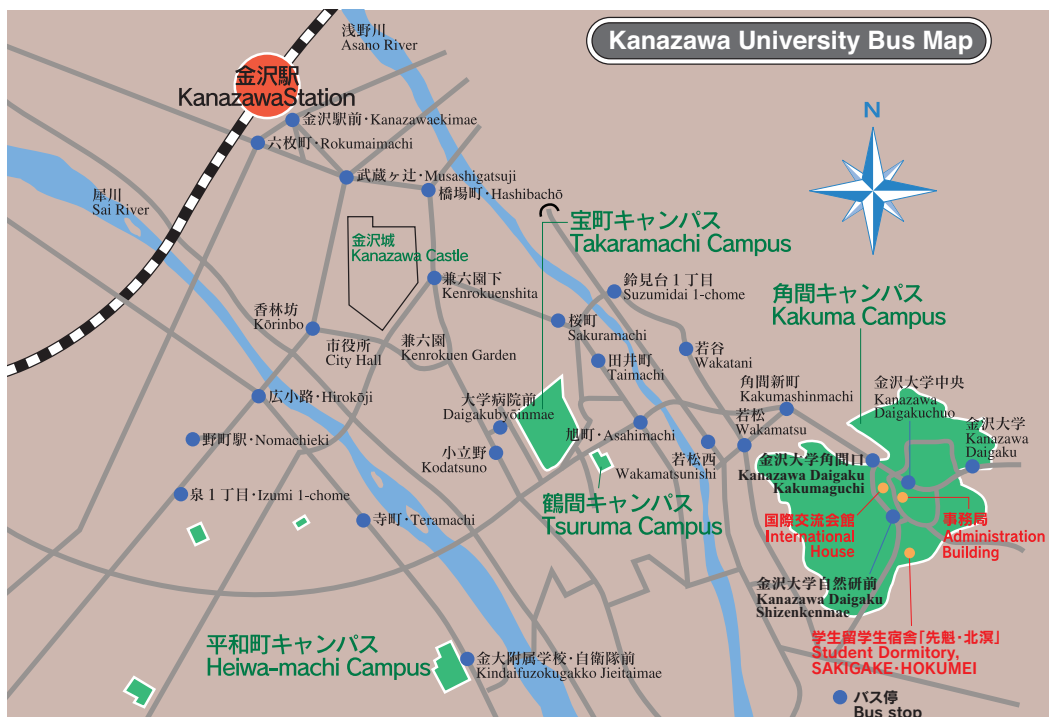 Kanazawa University Bus Map
浅野川
Asano River
金沢駅
KanazawaStation
金沢駅前・Kanazawaekimae
六枚町・Rokumaimachi
武蔵ヶ辻・Musashigatsuji
橋場町・Hashibachō
犀川
Sai River
N
宝町キャンパス
Takaramachi Campus
金沢城
Kanazawa Castle
兼六園下
Kenrokuenshita
鈴見台1丁目
Suzumidai 1-chome
角間キャンパス
Kakuma Campus
香林坊
Kōrinbo
市役所
City Hall
兼六園
Kenrokuen Garden
桜町
Sakuramachi
田井町
Taimachi
若谷
Wakatani
広小路・Hirokōji
大学病院前
Daigakubyōinmae
角間新町
Kakumashinmachi
金沢大学中央
Kanazawa
Daigakuchuo
野町駅・Nomachieki
小立野
Kodatsuno
旭町・Asahimachi
若松西
Wakamatsunishi
若松
Wakamatsu
金沢大学
Kanazawa
Daigaku
金沢大学角間口
Kanazawa Daigaku
Kakumaguchi
泉1丁目・Izumi 1-chome
寺町・Teramachi
鶴間キャンパス
Tsuruma Campus
国際交流会館
International
House
事務局
Administration
Building
金沢大学自然研前
Kanazawa Daigaku
Shizenkenmae
平和町キャンパス
Heiwa-machi Campus
金大附属学校・自衛隊前
Kindaifuzokugakko Jieitaimae
学生留学生宿舎「先魁・北溟」
Student Dormitory,
SAKIGAKE・HOKUMEI
バス停
Bus stop